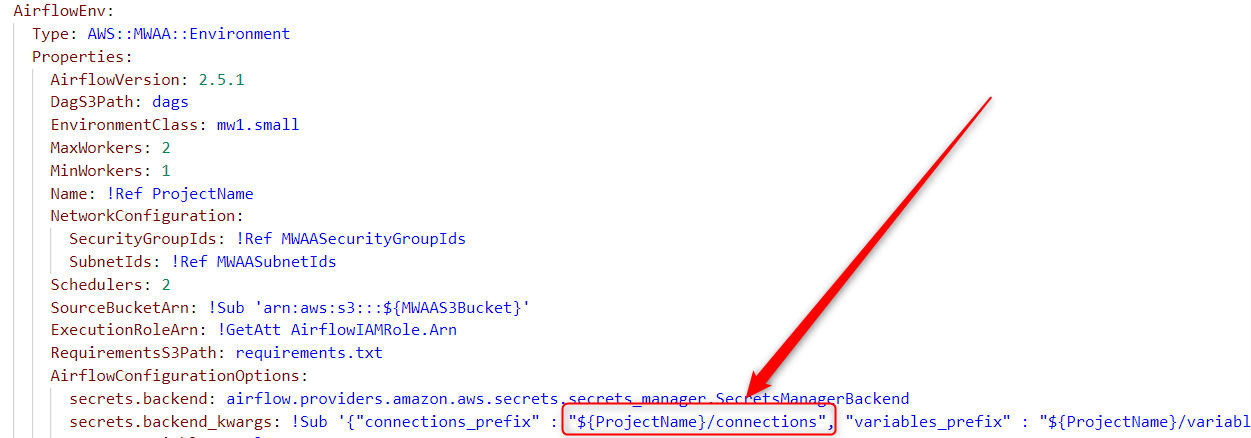 AirflowEnv:
Type: AWS::MWAA::Environment
Properties:
AirflowVersion: 2.5.1
DagS3Path: dags
EnvironmentClass: mw1.small
MaxWorkers: 2
MinWorkers: 1
Name: !Ref ProjectName
NetworkConfiguration:
SecurityGroupIds: !Ref MWAASecurityGroupIds
SubnetIds: !Ref MWAASubnetIds
Schedulers: 2
SourceBucketArn: !Sub 'arn:aws:s3:::${MWAAS3Bucket}'
ExecutionRoleArn: !GetAtt AirflowIAMRole.Arn
RequirementsS3Path: requirements.txt
AirflowConfigurationOptions:
secrets.backend: airflow.providers.amazon.aws.secrets.secrets_manager.SecretsManagerBackend
secrets.backend_kwargs: !Sub '{"connections_prefix" : "${ProjectName}/connections", "variables_prefix" : "${ProjectName}/variabl